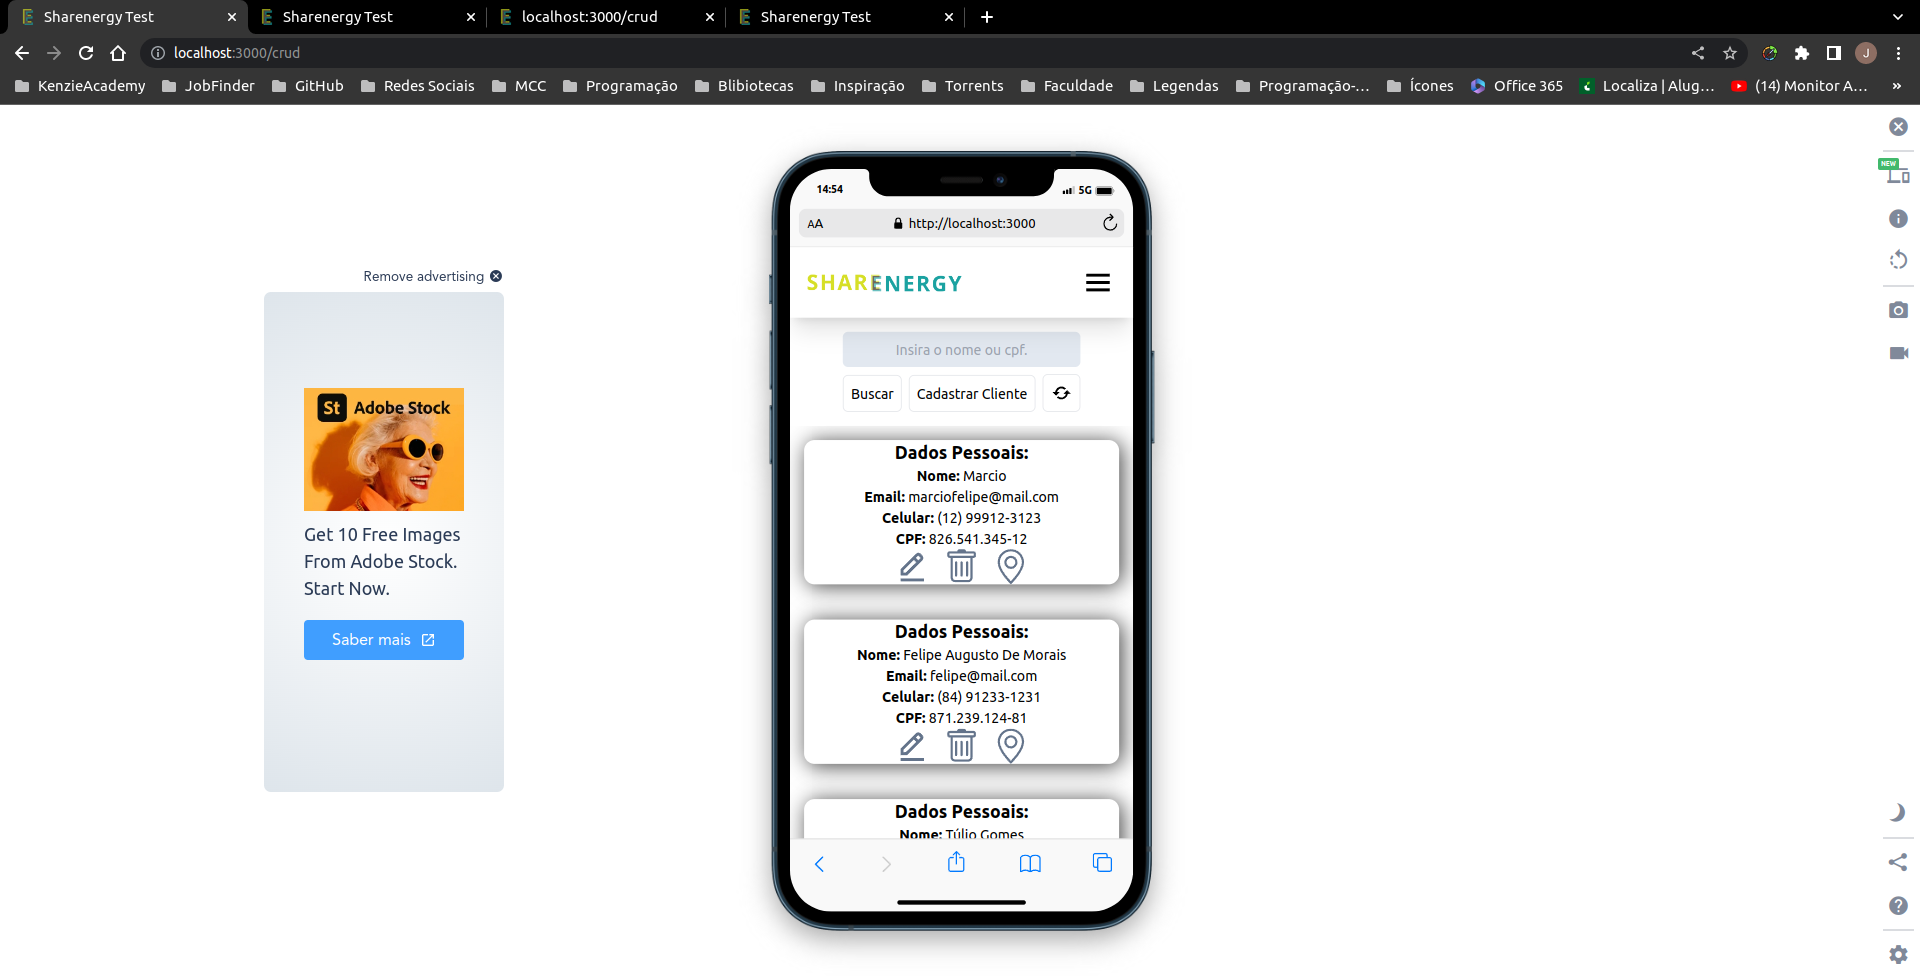 Sharenergy Test
Sharenergy Test
localhost:3000/crud
Sharenergy Test
localhost:3000/crud
J
KenzieAcademy
JobFinder
GitHub
Redes Sociais
MCC
Programação
Blibiotecas
Inspiração
Torrents
Faculdade
Legendas
Programação-...
Ícones
Office 365
Localiza | Alug...
(14) Monitor A...
»
NEW
Remove advertising
St Adobe Stock
Get 10 Free Images
From Adobe Stock.
Start Now.
Saber mais
14:54
5G
AA
http://localhost:3000
SHARENERGY
Insira o nome ou cpf.
Buscar
Cadastrar Cliente
Dados Pessoais:
Nome: Marcio
Email: marciofelipe@mail.com
Celular: (12) 99912-3123
CPF: 826.541.345-12
Dados Pessoais:
Nome: Felipe Augusto De Morais
Email: felipe@mail.com
Celular: (84) 91233-1231
CPF: 871.239.124-81
Dados Pessoais:
Nome: Túlio Gomes